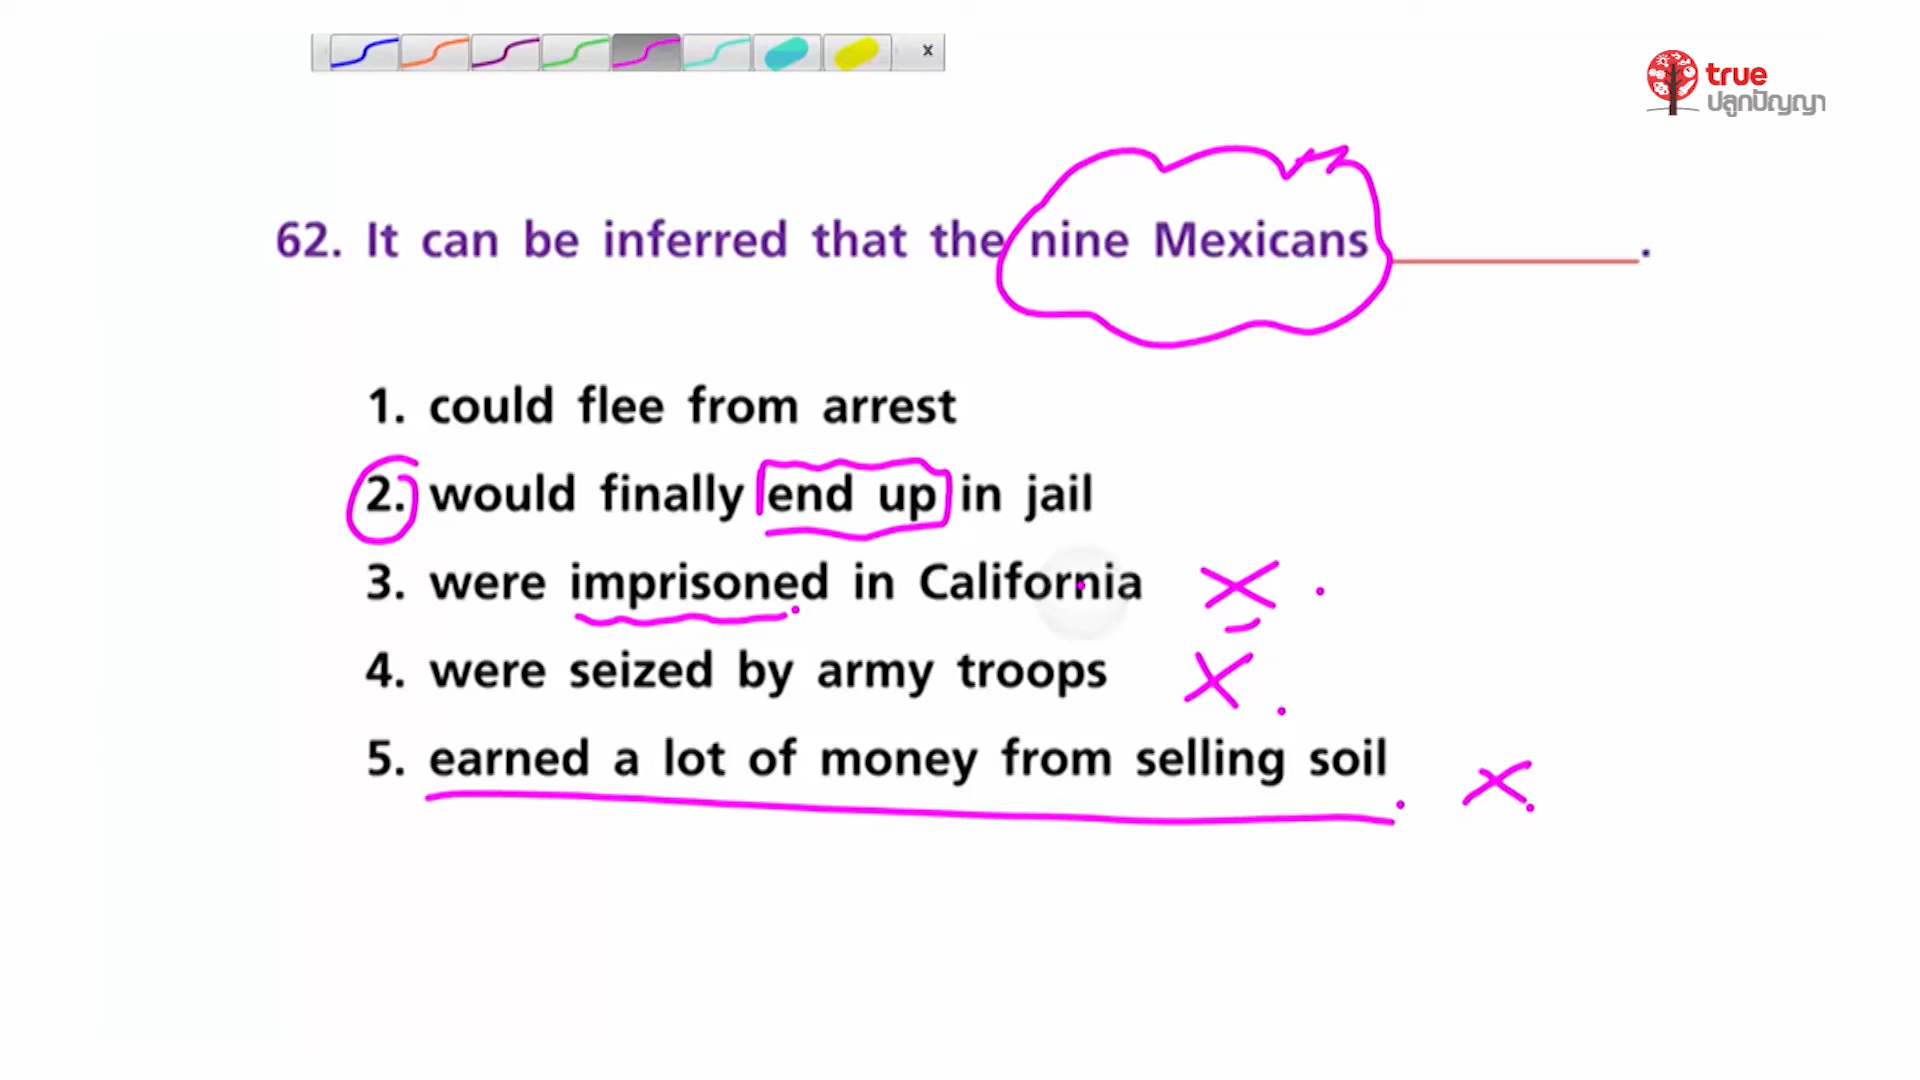 x
true
ปลูกปัญญา
62. It can be inferred that the nine Mexicans __________.
1. could flee from arrest
2. would finally end up in jail
3. were imprisoned in California
4. were seized by army troops
5. earned a lot of money from selling soil